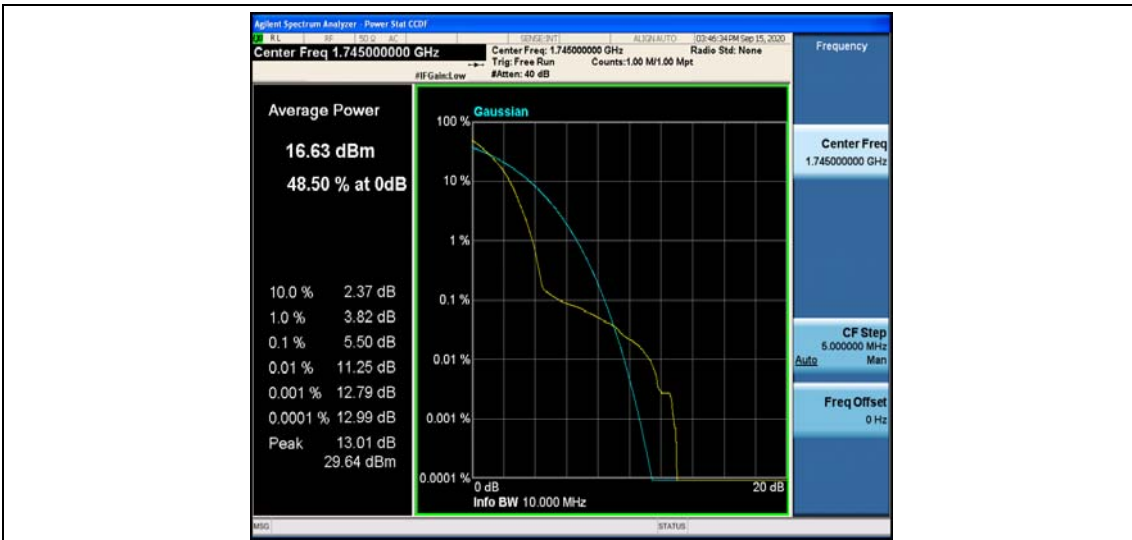 Agilent Spectrum Analyzer - Power Stat CCDF
RL RF 50 Ω AC SENSE:INT ALIGN AUTO 03:46:34 PM Sep 15, 2020
Center Freq 1.745000000 GHz
Center Freq: 1.745000000 GHz Radio Std: None
Trig: Free Run Counts:1.00 M/1.00 Mpt
#IFGain:Low #Atten: 40 dB
Frequency
Average Power
16.63 dBm
48.50 % at 0dB
10.0 % 2.37 dB
1.0 % 3.82 dB
0.1 % 5.50 dB
0.01 % 11.25 dB
0.001 % 12.79 dB
0.0001 % 12.99 dB
Peak 13.01 dB
29.64 dBm
Gaussian
100 %
10 %
1 %
0.1 %
0.01 %
0.001 %
0.0001 %
0 dB 20 dB
Info BW 10.000 MHz
Center Freq
1.745000000 GHz
CF Step
5.000000 MHz
Auto Man
Freq Offset
0 Hz
MSG STATUS